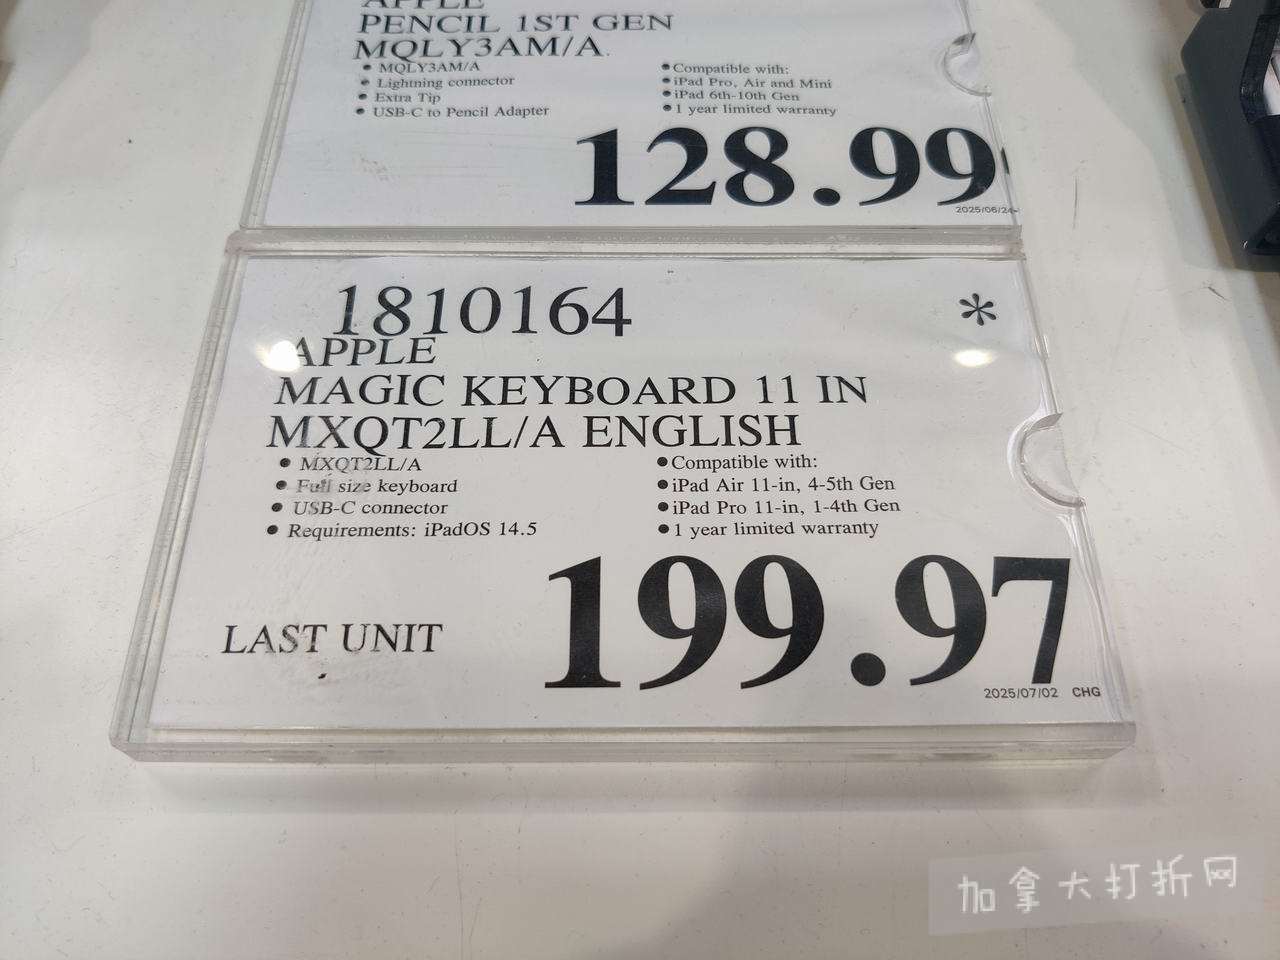 APPLE
PENCIL 1ST GEN
MQLY3AM/A.
• MQLY3AM/A
• Lightning connector
• Extra Tip
• USB-C to Pencil Adapter
• Compatible with:
• iPad Pro, Air and Mini
• iPad 6th-10th Gen
• 1 year limited warranty
128.99
2025/06/24
1810164
*
APPLE
MAGIC KEYBOARD 11 IN
MXQT2LL/A ENGLISH
• MXQT2LL/A
• Full size keyboard
• USB-C connector
• Requirements: iPadOS 14.5
• Compatible with:
• iPad Air 11-in, 4-5th Gen
• iPad Pro 11-in, 1-4th Gen
• 1 year limited warranty
LAST UNIT
199.97
2025/07/02 CHG
加拿大打折网